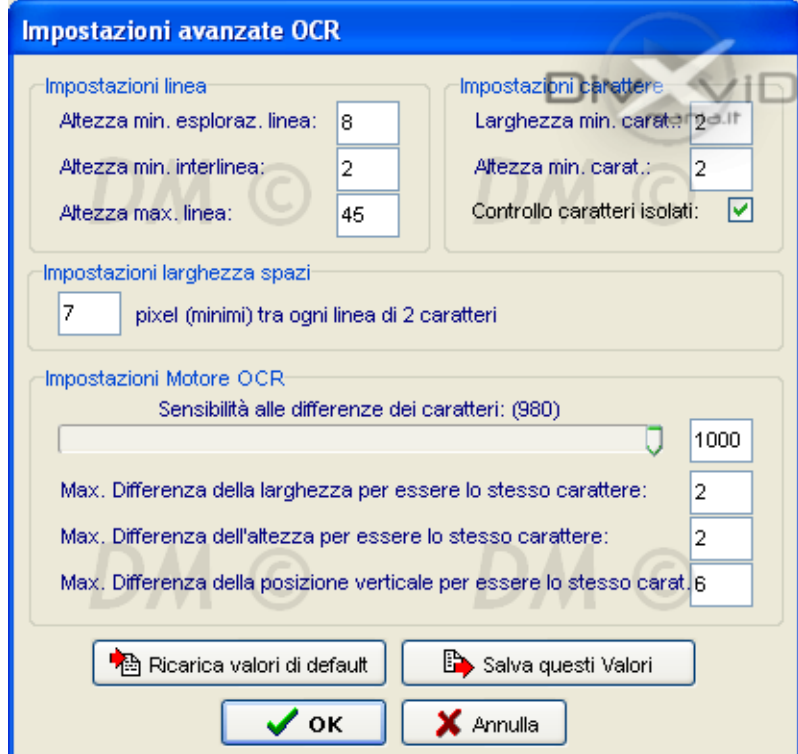 Impostazioni avanzate OCR
Impostazioni linea
Altezza min. esploraz. linea: 8
Altezza min. interlinea: 2
Altezza max. linea: 45
Impostazioni carattere
Larghezza min. carat.: 2
Altezza min. carat.: 2
Controllo caratteri isolati:
Impostazioni larghezza spazi
7 pixel (minimi) tra ogni linea di 2 caratteri
Impostazioni Motore OCR
Sensibilità alle differenze dei caratteri: (980)
1000
Max. Differenza della larghezza per essere lo stesso carattere: 2
Max. Differenza dell'altezza per essere lo stesso carattere: 2
Max. Differenza della posizione verticale per essere lo stesso carat. 6
Ricarica valori di default
Salva questi Valori
OK
Annulla
DM ©
DM ©
DM ©
DM ©